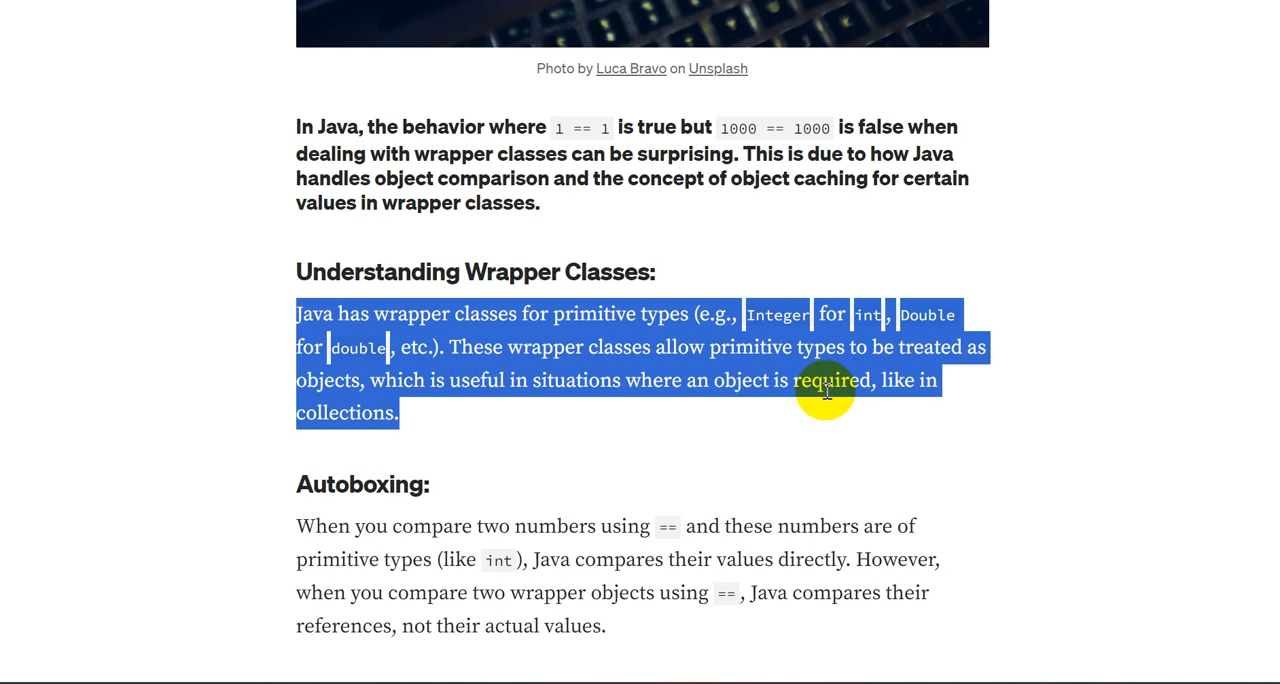 Photo by Luca Bravo on Unsplash
In Java, the behavior where 1 == 1 is true but 1000 == 1000 is false when
dealing with wrapper classes can be surprising. This is due to how Java
handles object comparison and the concept of object caching for certain
values in wrapper classes.
Understanding Wrapper Classes:
Java has wrapper classes for primitive types (e.g., Integer for int, Double
for double, etc.). These wrapper classes allow primitive types to be treated as
objects, which is useful in situations where an object is required, like in
collections.
Autoboxing:
When you compare two numbers using == and these numbers are of
primitive types (like int), Java compares their values directly. However,
when you compare two wrapper objects using ==, Java compares their
references, not their actual values.